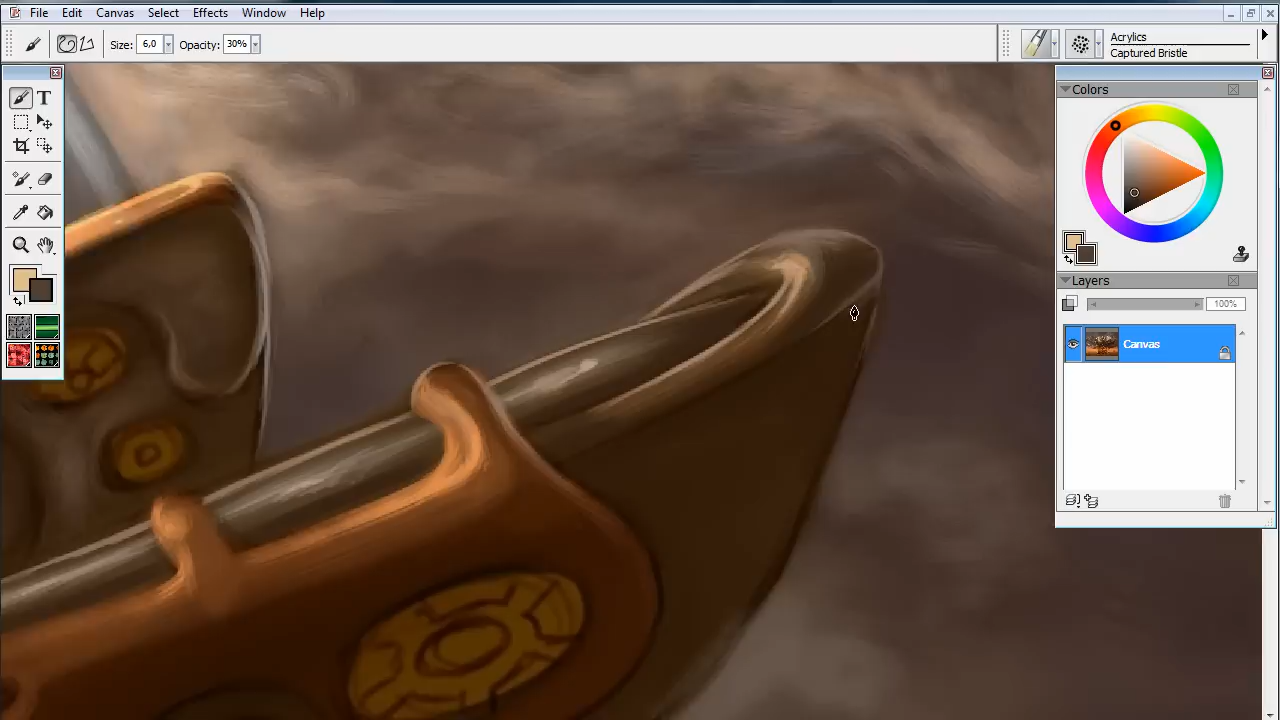 File Edit Canvas Select Effects Window Help
Size: 6,0 Opacity: 30%
Acrylics
Captured Bristle
T
Colors
Layers
100%
Canvas